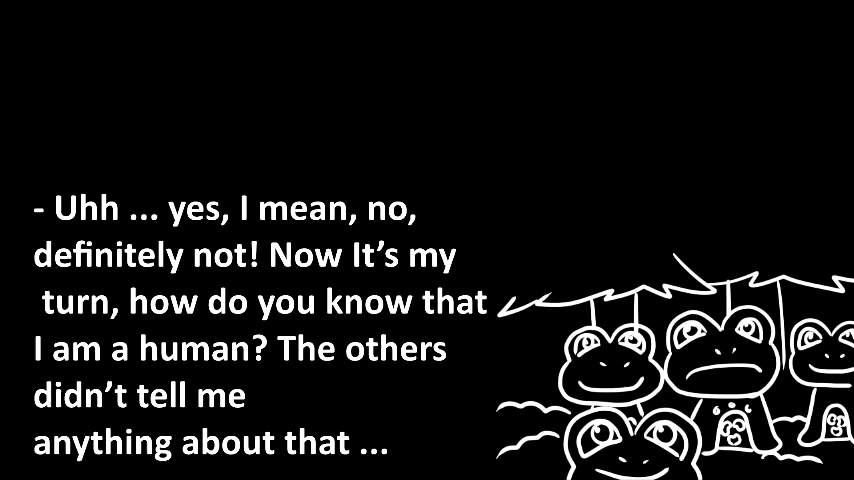 - Uhh ... yes, I mean, no,
definitely not! Now It’s my
turn, how do you know that
I am a human? The others
didn’t tell me
anything about that ...